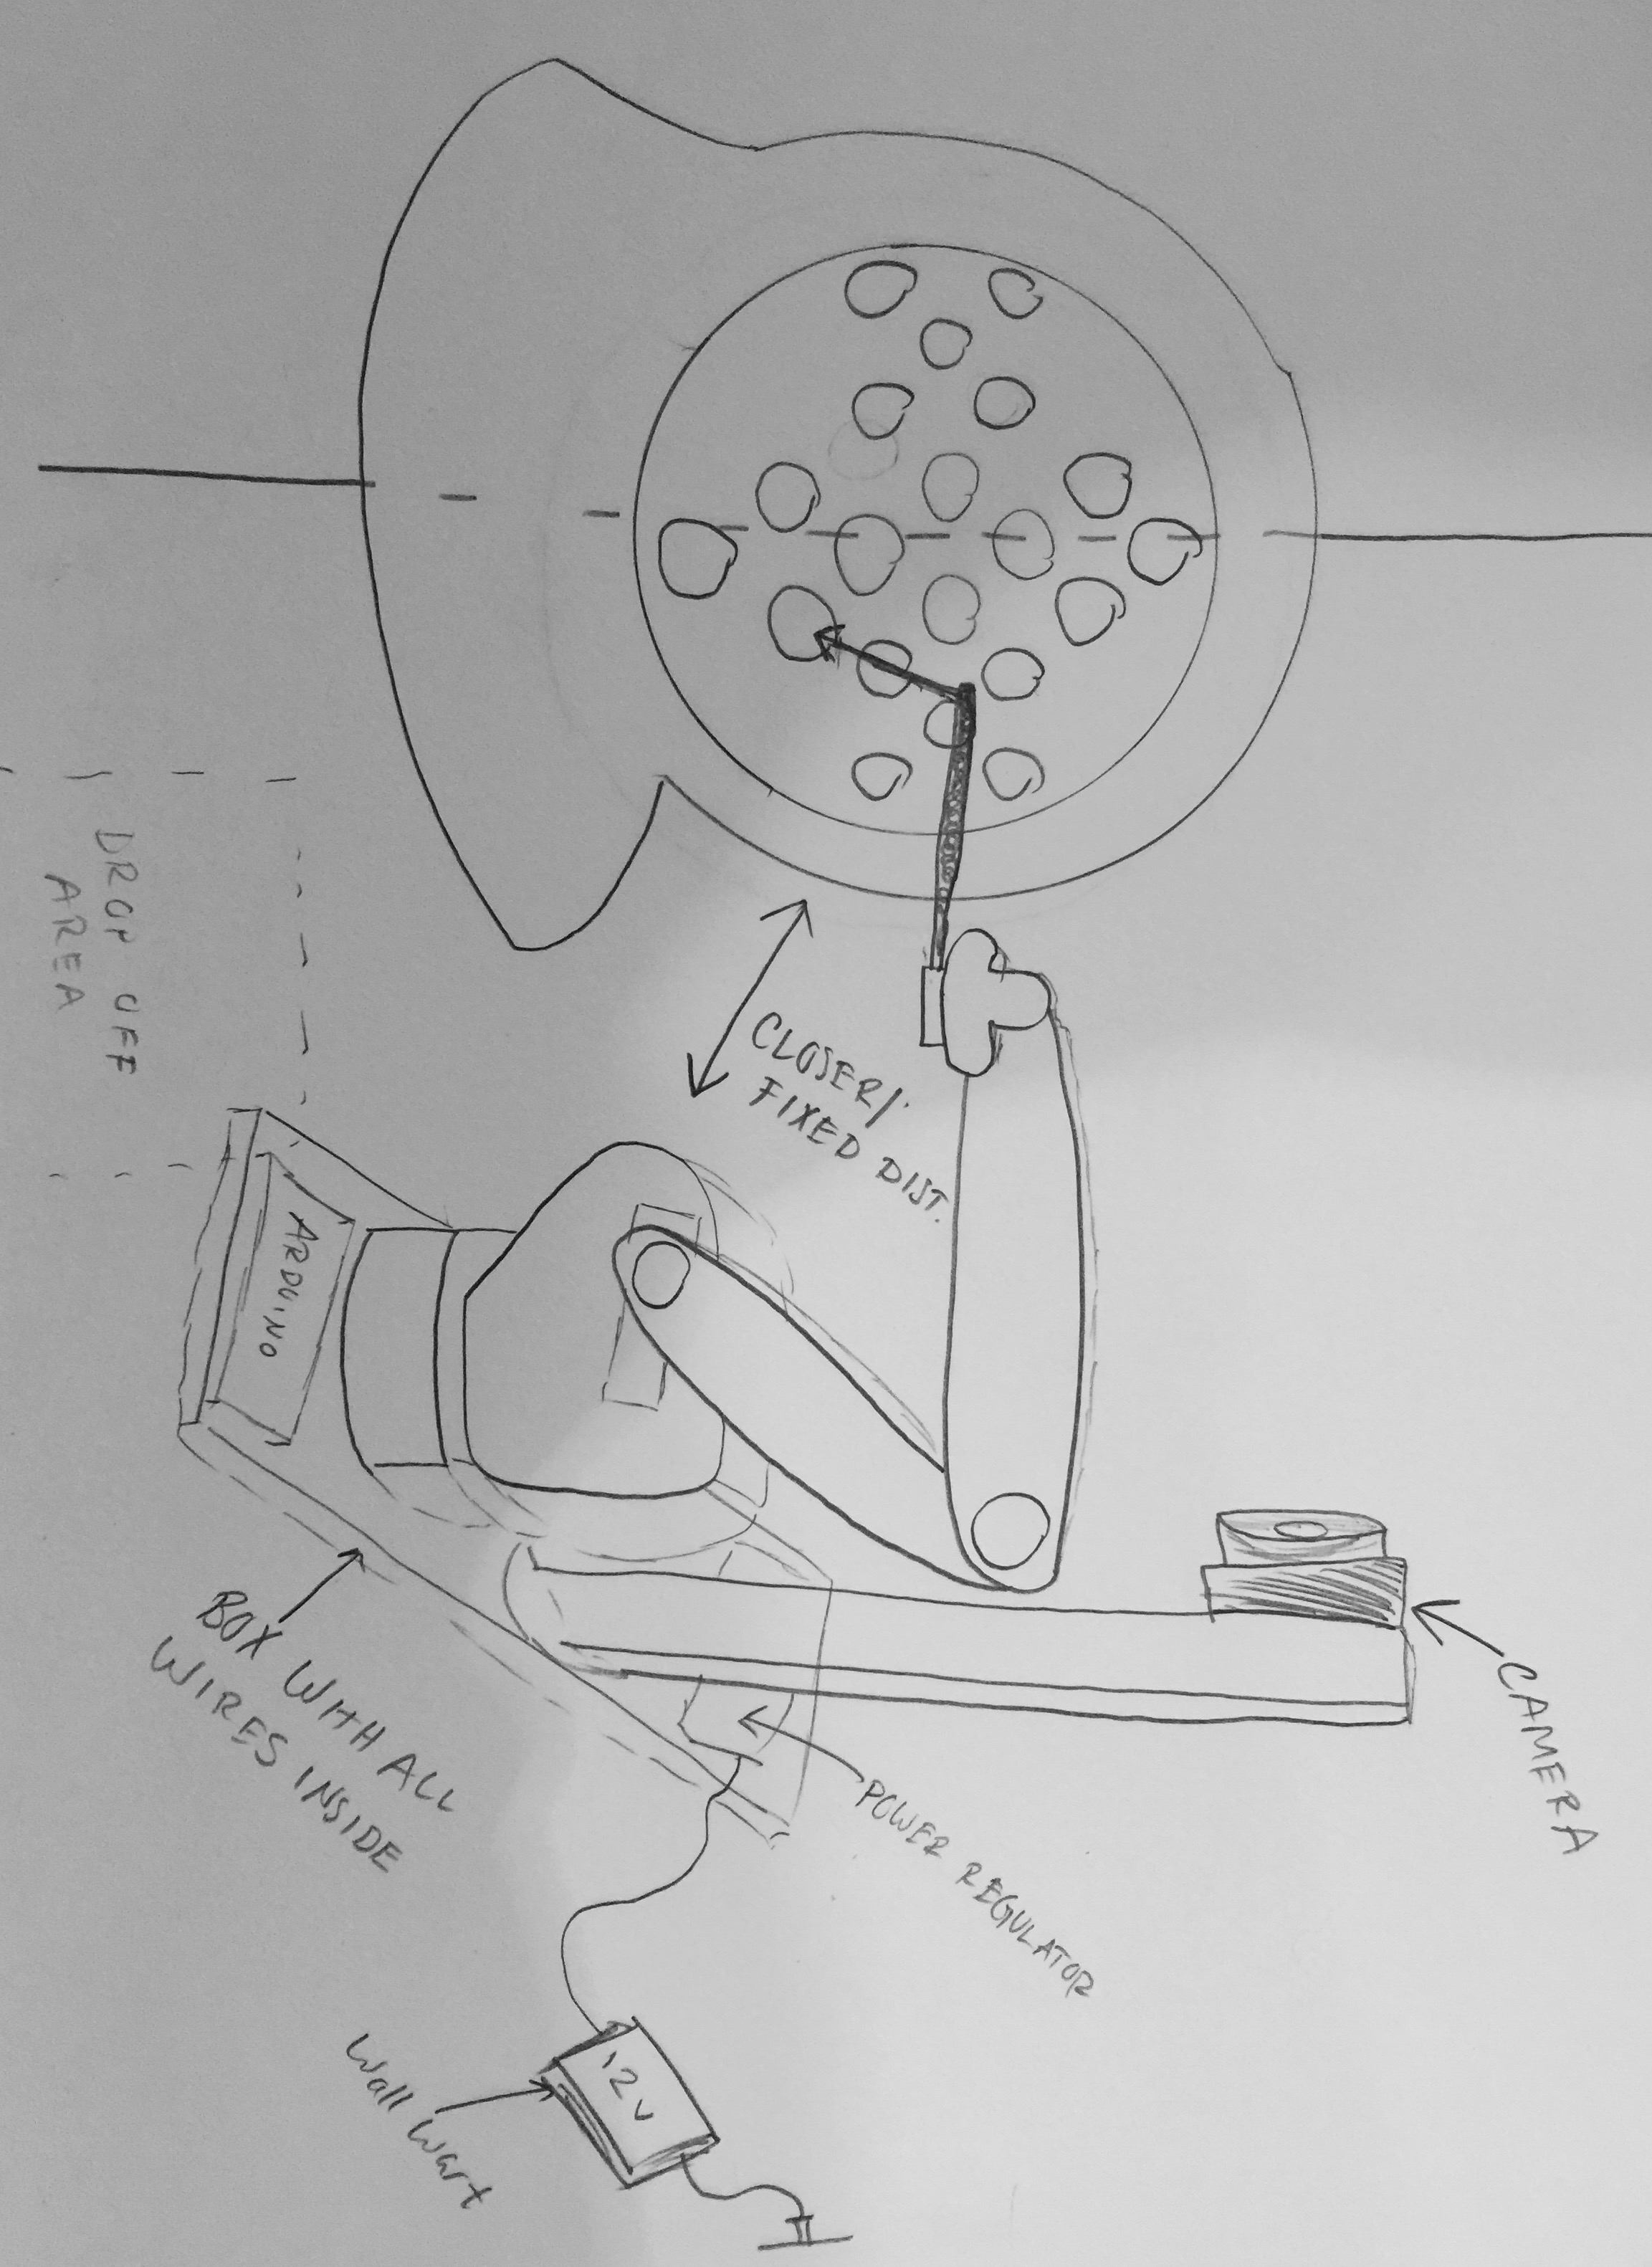 DROP OFF
AREA
CLOSER/
FIXED DIST.
ARDUINO
BOX WITH ALL
WIRES INSIDE
CAMERA
POWER REGULATOR
12V
Wall Wart